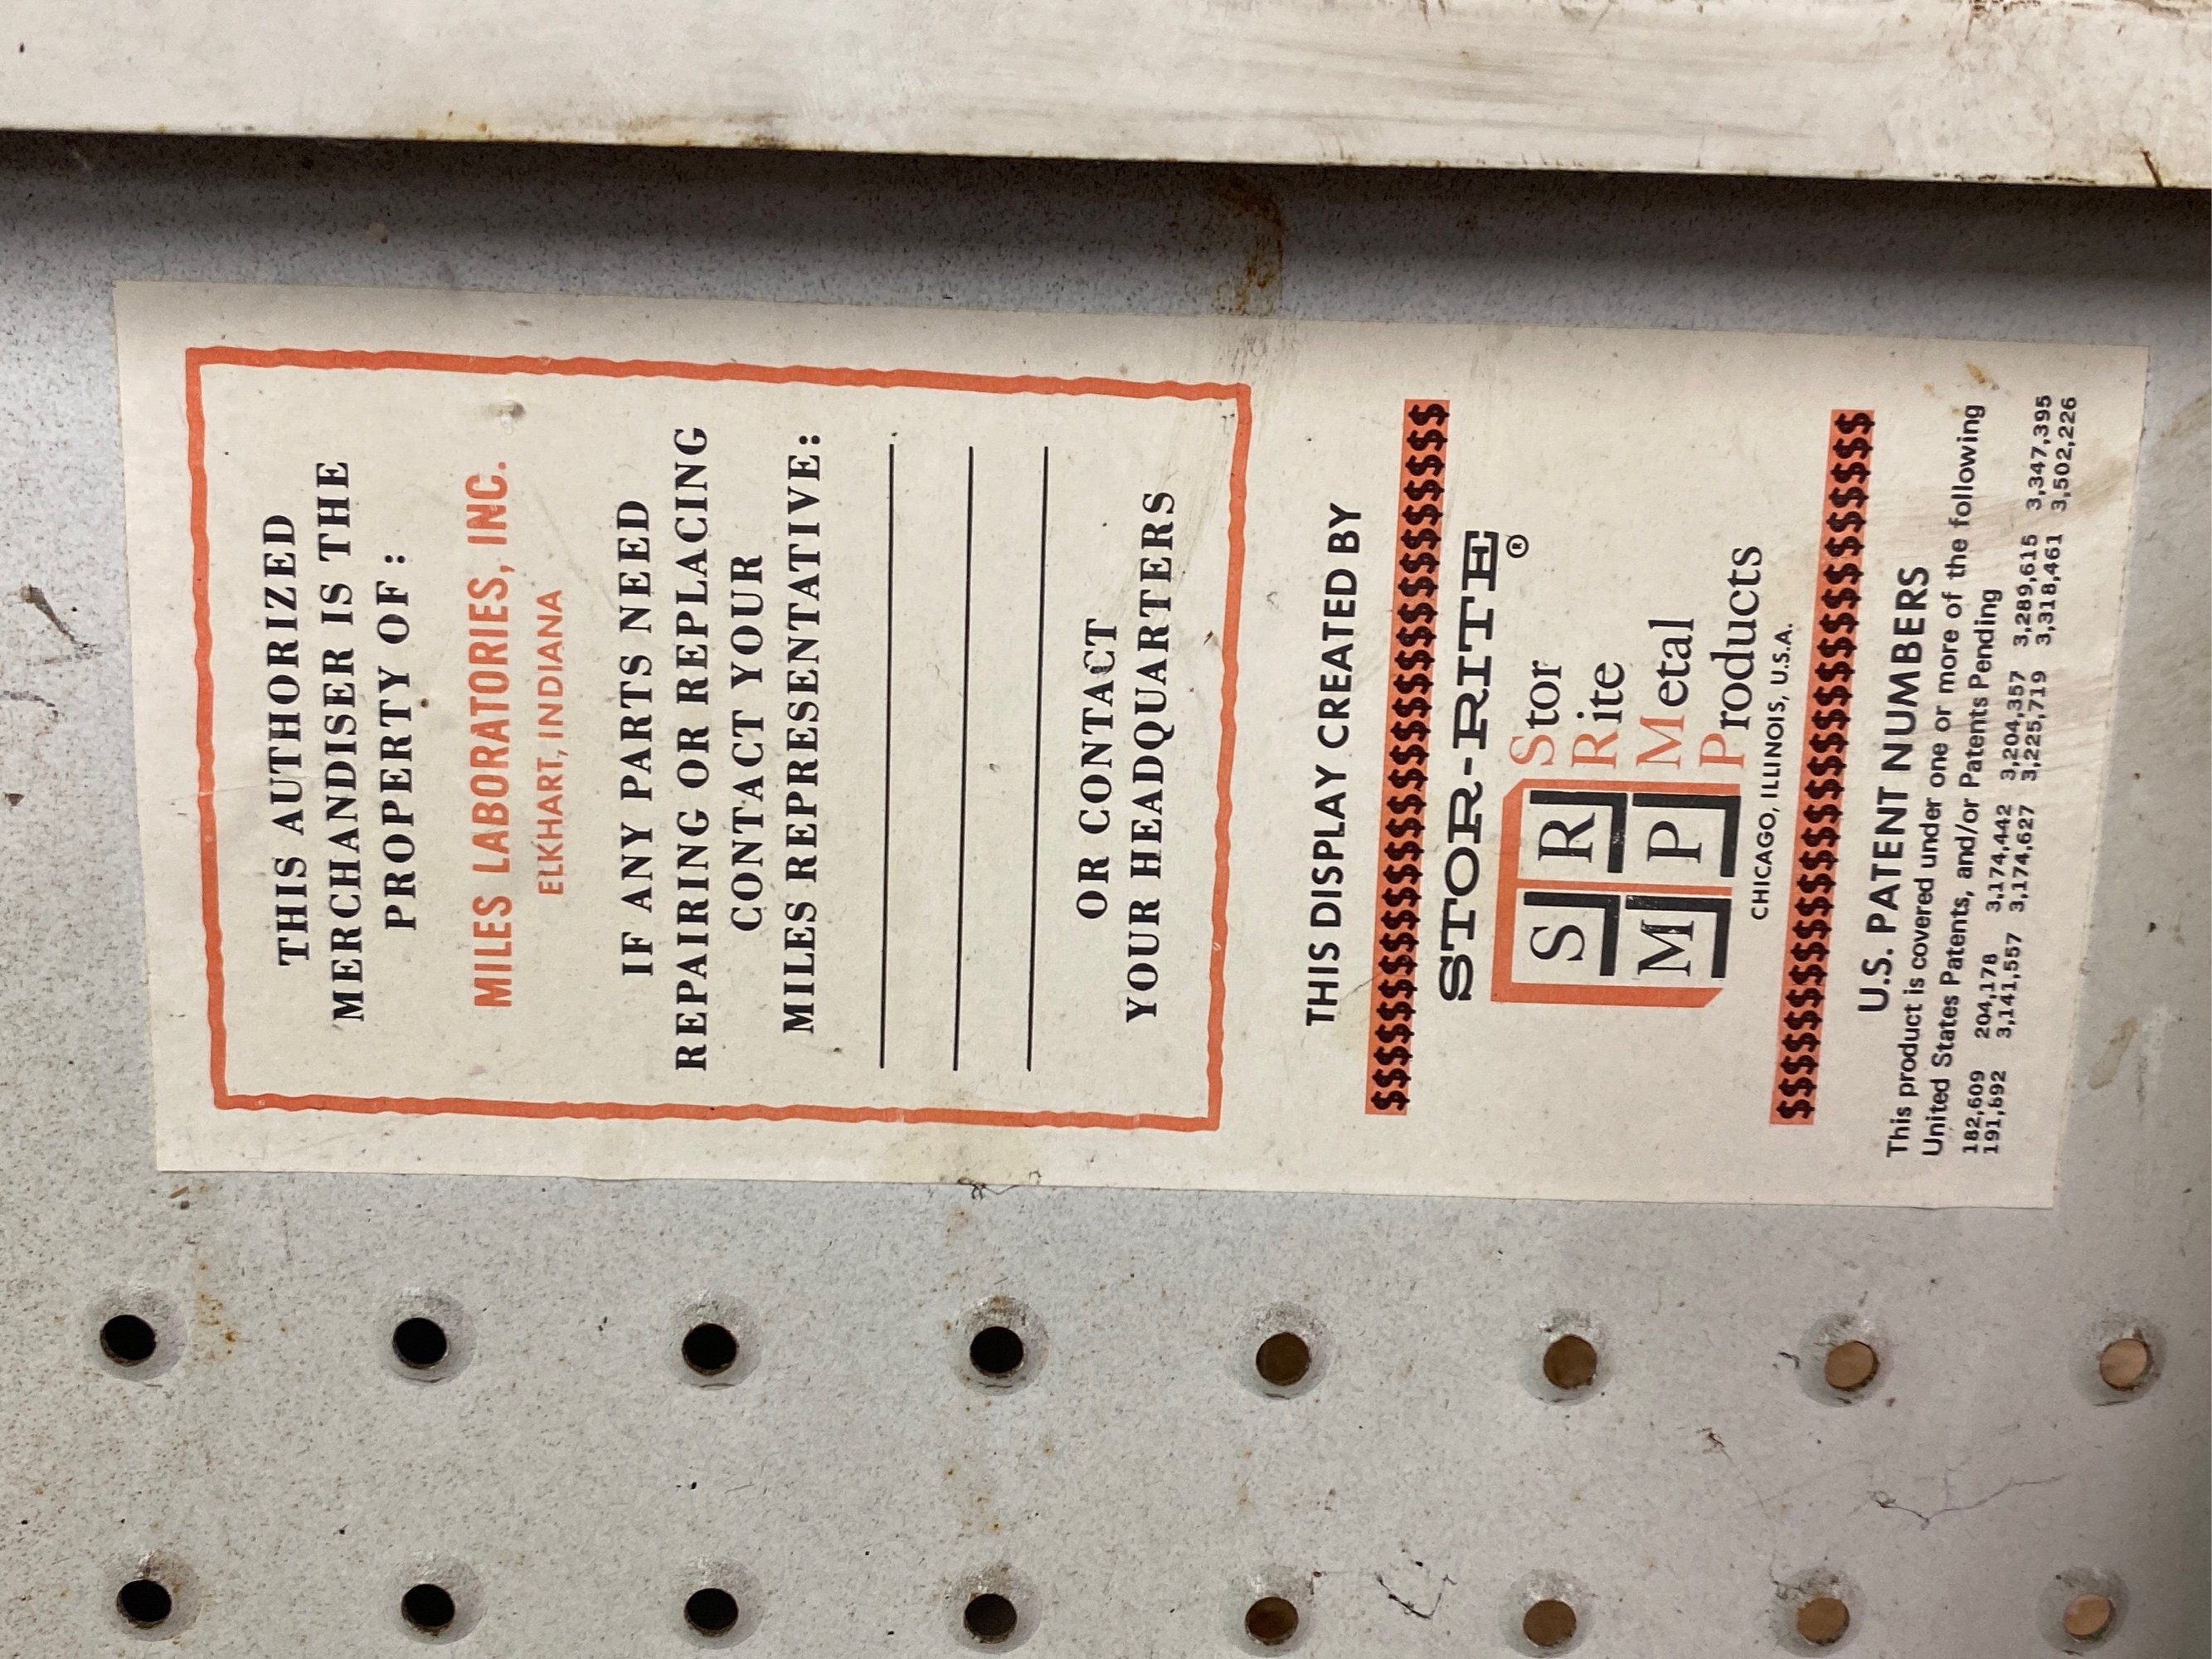 THIS AUTHORIZED
MERCHANDISER IS THE
PROPERTY OF :
MILES LABORATORIES, INC.
ELKHART, INDIANA
IF ANY PARTS NEED
REPAIRING OR REPLACING
CONTACT YOUR
MILES REPRESENTATIVE:
OR CONTACT
YOUR HEADQUARTERS
THIS DISPLAY CREATED BY
$$$$$$$$$$$$$$$$$$$$$$$$$$$$$$$$
STOR-RITE®
S R Stor
Rite
M P Metal
Products
CHICAGO, ILLINOIS, U.S.A.
$$$$$$$$$$$$$$$$$$$$$$$$$$$$$$$$
U.S. PATENT NUMBERS
This product is covered under one or more of the following
United States Patents, and/or Patents Pending
182,609 204,178 3,174,442 3,204,357 3,289,615 3,347,395
191,892 3,141,557 3,174,627 3,225,719 3,318,461 3,502,226